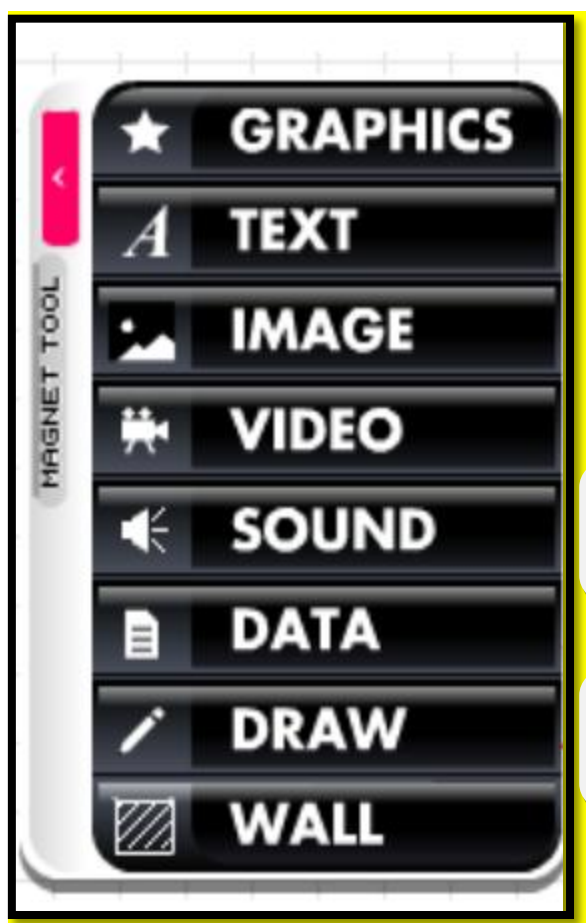 MAGNET TOOL
GRAPHICS
TEXT
IMAGE
VIDEO
SOUND
DATA
DRAW
WALL